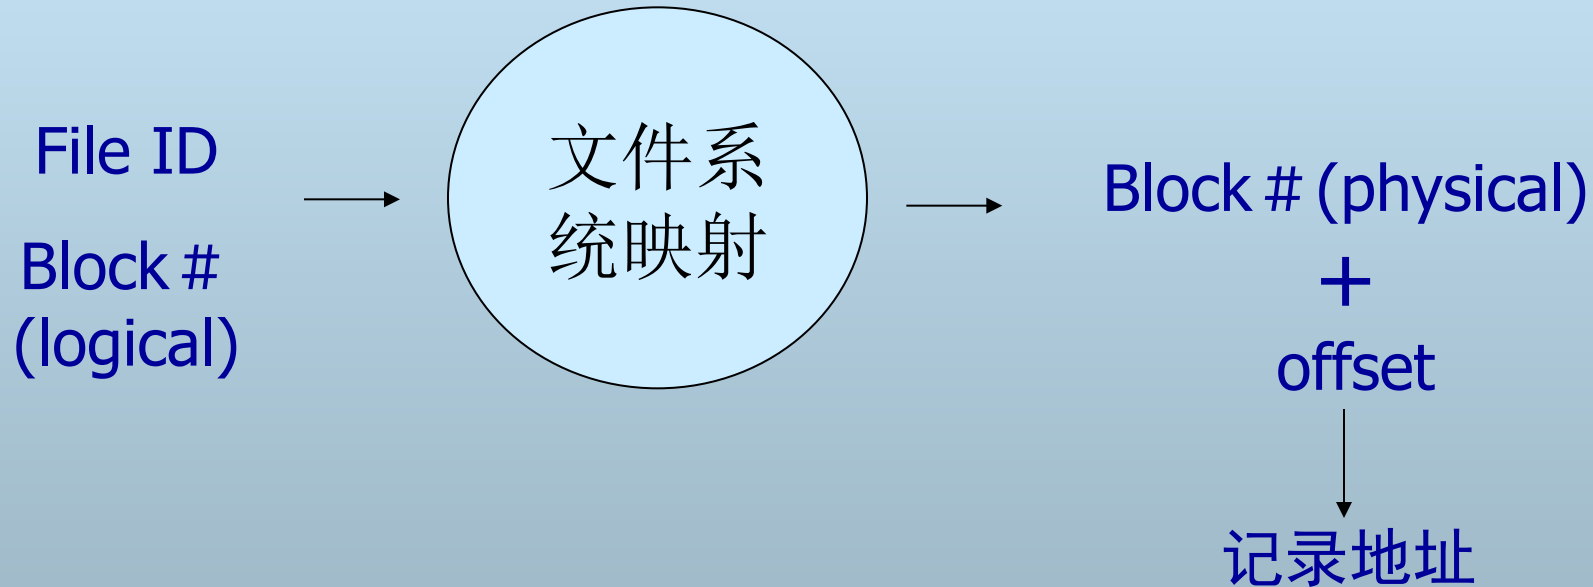 File ID
Block #
(logical)
文件系
统映射
Block # (physical)
+
offset
记录地址